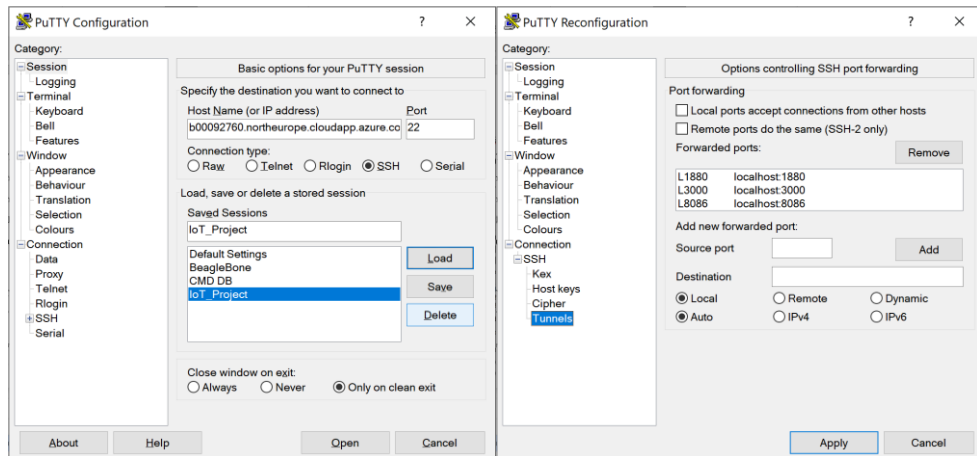 PuTTY Configuration
Category:
Session
Logging
Terminal
Keyboard
Bell
Features
Window
Appearance
Behaviour
Translation
Selection
Colours
Connection
Data
Proxy
Telnet
Rlogin
SSH
Serial
Basic options for your PuTTY session
Specify the destination you want to connect to
Host Name (or IP address) Port
b00092760.northeurope.cloudapp.azure.co 22
Connection type:
Raw Telnet Rlogin SSH Serial
Load, save or delete a stored session
Saved Sessions
IoT_Project
Default Settings
BeagleBone
CMD DB
IoT_Project
Load
Save
Delete
Close window on exit:
Always Never Only on clean exit
About Help Open Cancel
PuTTY Reconfiguration
Category:
Session
Logging
Terminal
Keyboard
Bell
Features
Window
Appearance
Behaviour
Translation
Selection
Colours
Connection
SSH
Kex
Host keys
Cipher
Tunnels
Options controlling SSH port forwarding
Port forwarding
Local ports accept connections from other hosts
Remote ports do the same (SSH-2 only)
Forwarded ports: Remove
L1880 localhost:1880
L3000 localhost:3000
L8086 localhost:8086
Add new forwarded port:
Source port Add
Destination
Local Remote Dynamic
Auto IPv4 IPv6
Apply Cancel